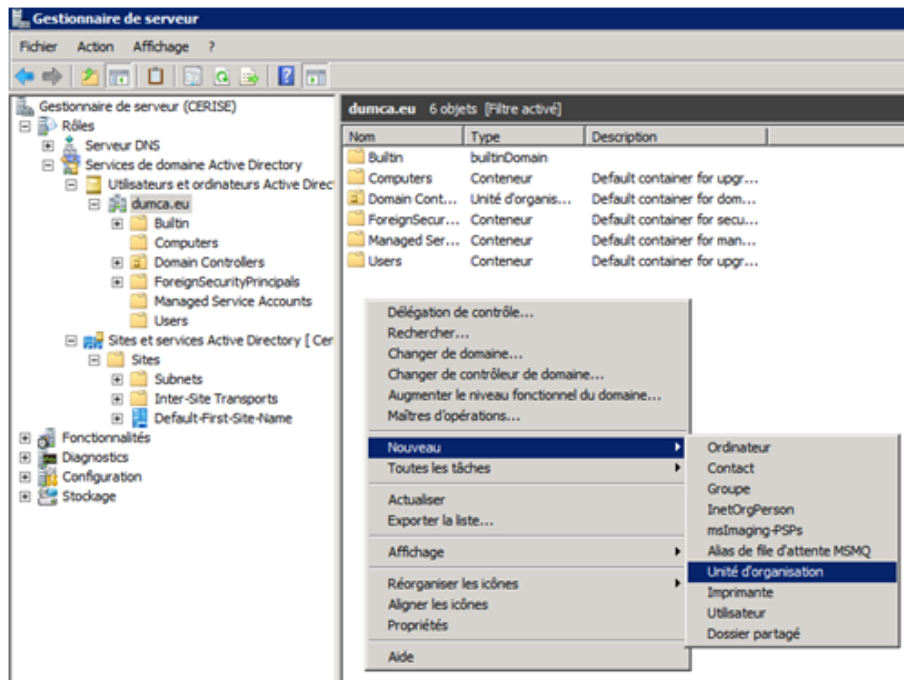 Gestionnaire de serveur
Fichier Action Affichage ?
Gestionnaire de serveur (CERISE)
Rôles
Serveur DNS
Services de domaine Active Directory
Utilisateurs et ordinateurs Active Direc
dumca.eu
Builtin
Computers
Domain Controllers
ForeignSecurityPrincipals
Managed Service Accounts
Users
Sites et services Active Directory [ Cer
Sites
Subnets
Inter-Site Transports
Default-First-Site-Name
Fonctionnalités
Diagnostics
Configuration
Stockage
dumca.eu 6 objets [Filtre activé]
Nom Type Description
Builtin builtinDomain
Computers Conteneur Default container for upgr...
Domain Cont... Unité d'organis... Default container for dom...
ForeignSecur... Conteneur Default container for secu...
Managed Ser... Conteneur Default container for man...
Users Conteneur Default container for upgr...
Délégation de contrôle...
Rechercher...
Changer de domaine...
Changer de contrôleur de domaine...
Augmenter le niveau fonctionnel du domaine...
Maîtres d'opérations...
Nouveau
Toutes les tâches
Actualiser
Exporter la liste...
Affichage
Réorganiser les icônes
Aligner les icônes
Propriétés
Aide
Ordinateur
Contact
Groupe
InetOrgPerson
msImaging-PSPs
Alias de file d'attente MSMQ
Unité d'organisation
Imprimante
Utilisateur
Dossier partagé